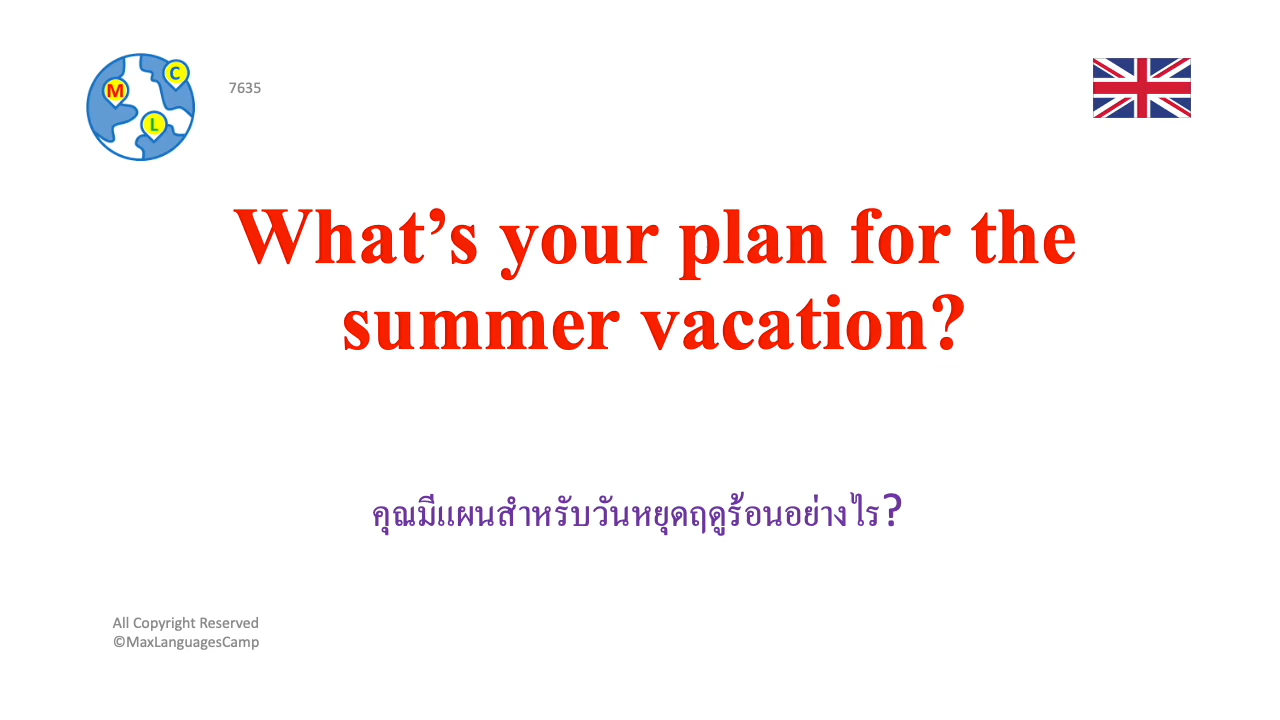 M C L
7635
What’s your plan for the
summer vacation?
คุณมีแผนสำหรับวันหยุดฤดูร้อนอย่างไร?
All Copyright Reserved
©MaxLanguagesCamp